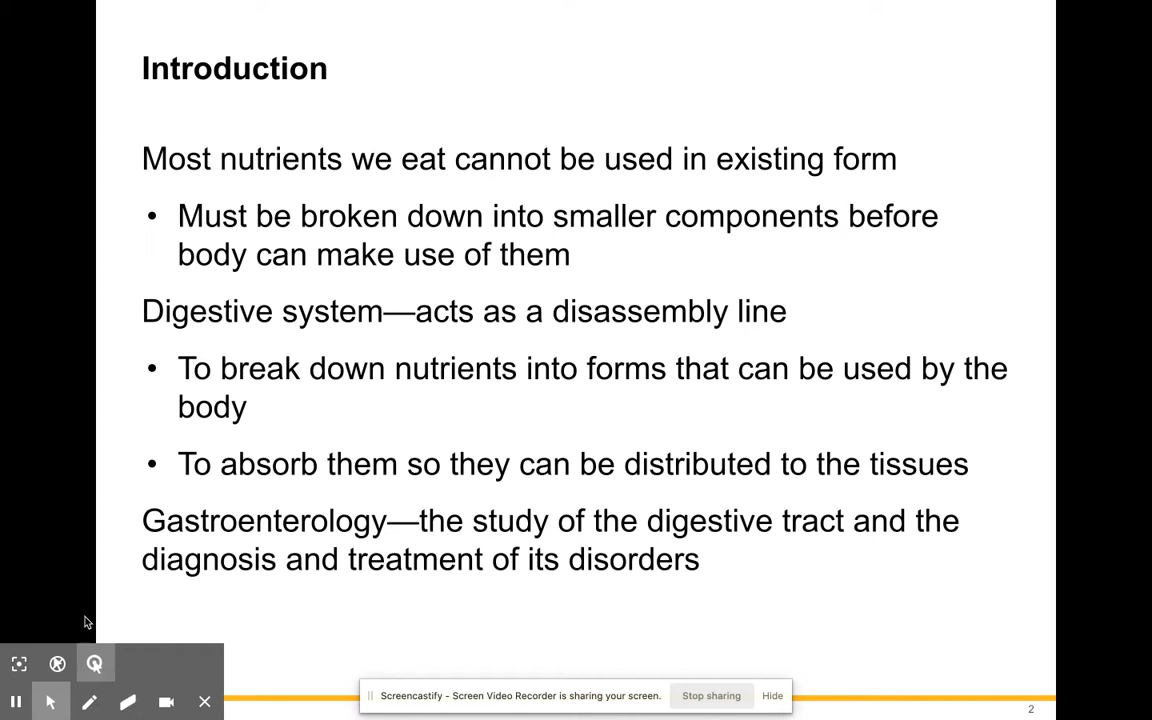 Introduction
Most nutrients we eat cannot be used in existing form
• Must be broken down into smaller components before
body can make use of them
Digestive system—acts as a disassembly line
• To break down nutrients into forms that can be used by the
body
• To absorb them so they can be distributed to the tissues
Gastroenterology—the study of the digestive tract and the
diagnosis and treatment of its disorders
Screencastify - Screen Video Recorder is sharing your screen. Stop sharing Hide
2